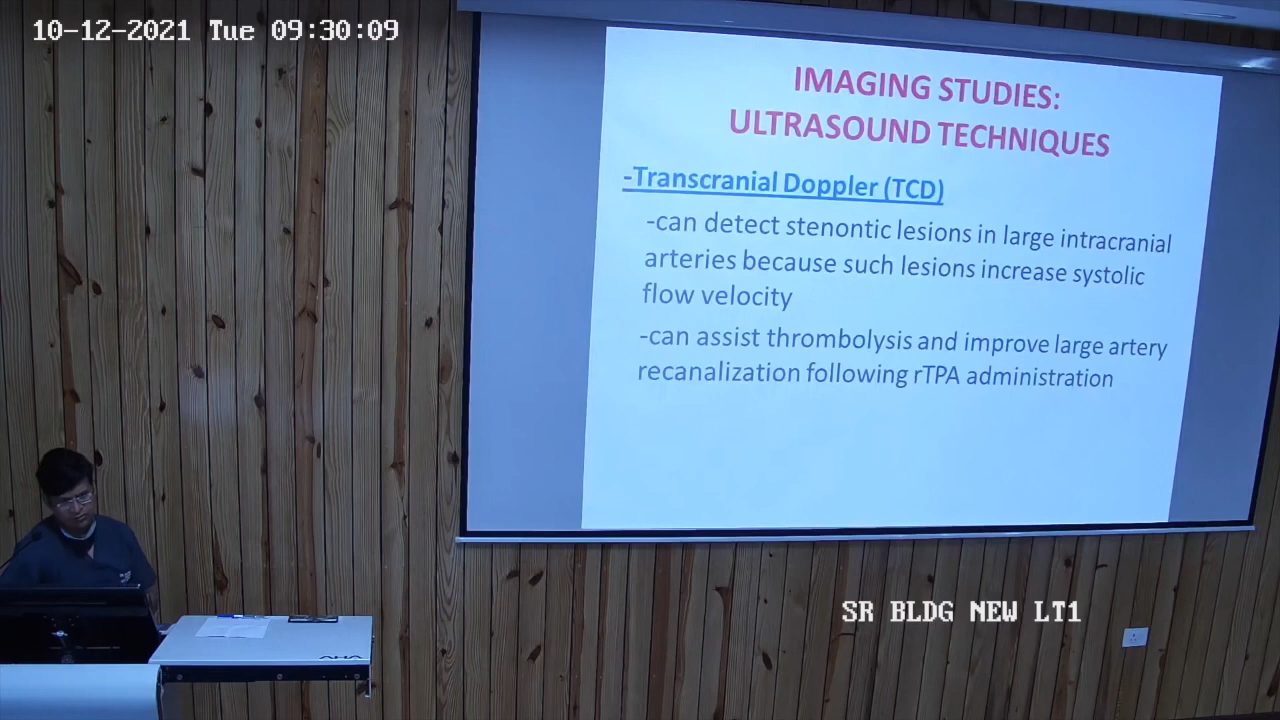 10-12-2021 Tue 09:30:09
IMAGING STUDIES:
ULTRASOUND TECHNIQUES
-Transcranial Doppler (TCD)
-can detect stenontic lesions in large intracranial
arteries because such lesions increase systolic
flow velocity
-can assist thrombolysis and improve large artery
recanalization following rTPA administration
SR BLDG NEW LT1
AHA